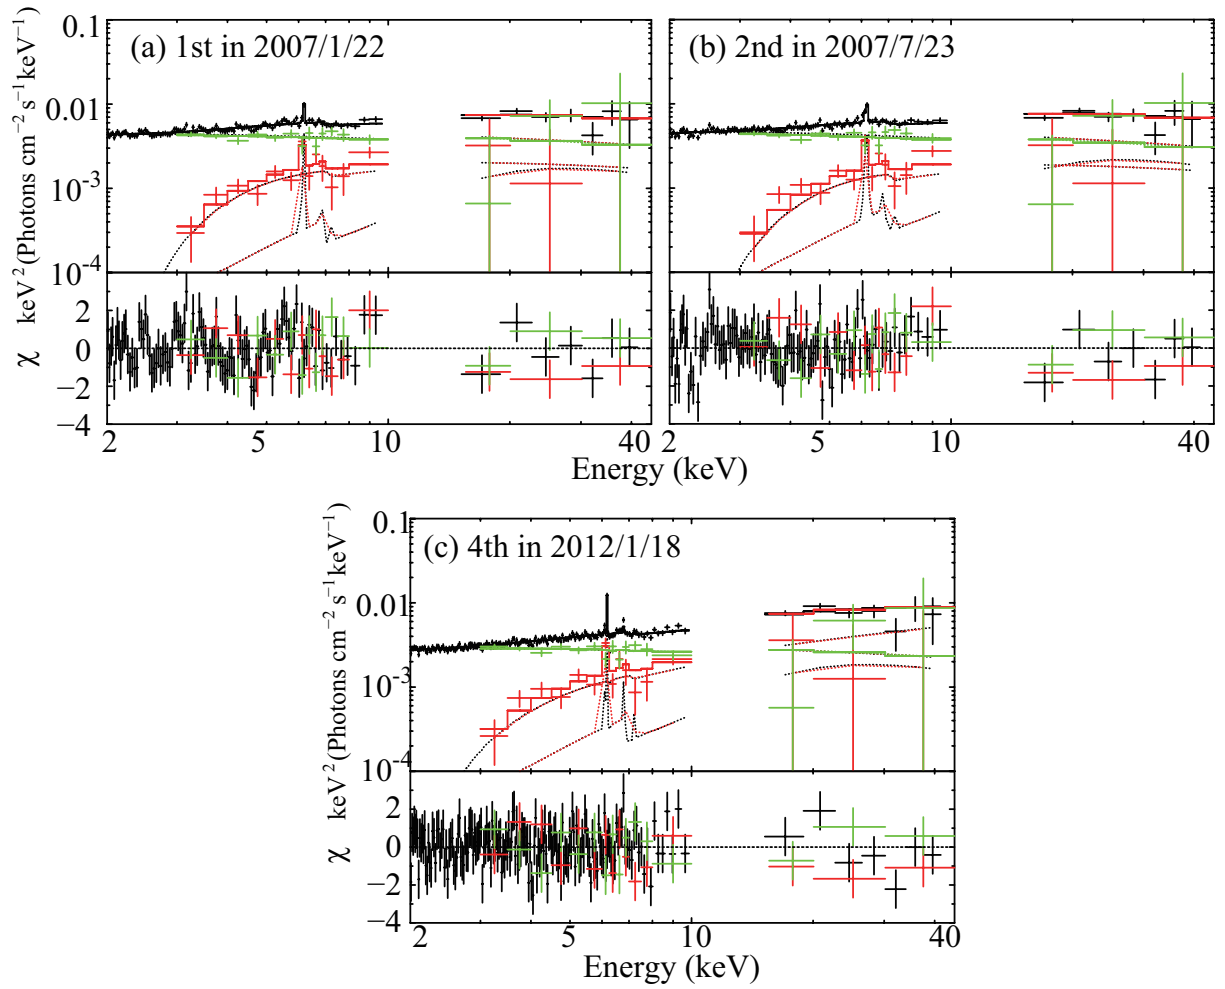 (a) 1st in 2007/1/22
(b) 2nd in 2007/7/23
keV² (Photons cm⁻² s⁻¹ keV⁻¹)
0.1
0.01
10⁻³
10⁻⁴
χ
2
0
−2
−4
2 5 10 40 2 5 10 40
Energy (keV)
(c) 4th in 2012/1/18
keV² (Photons cm⁻² s⁻¹ keV⁻¹)
0.1
0.01
10⁻³
10⁻⁴
χ
2
0
−2
−4
2 5 10 40
Energy (keV)